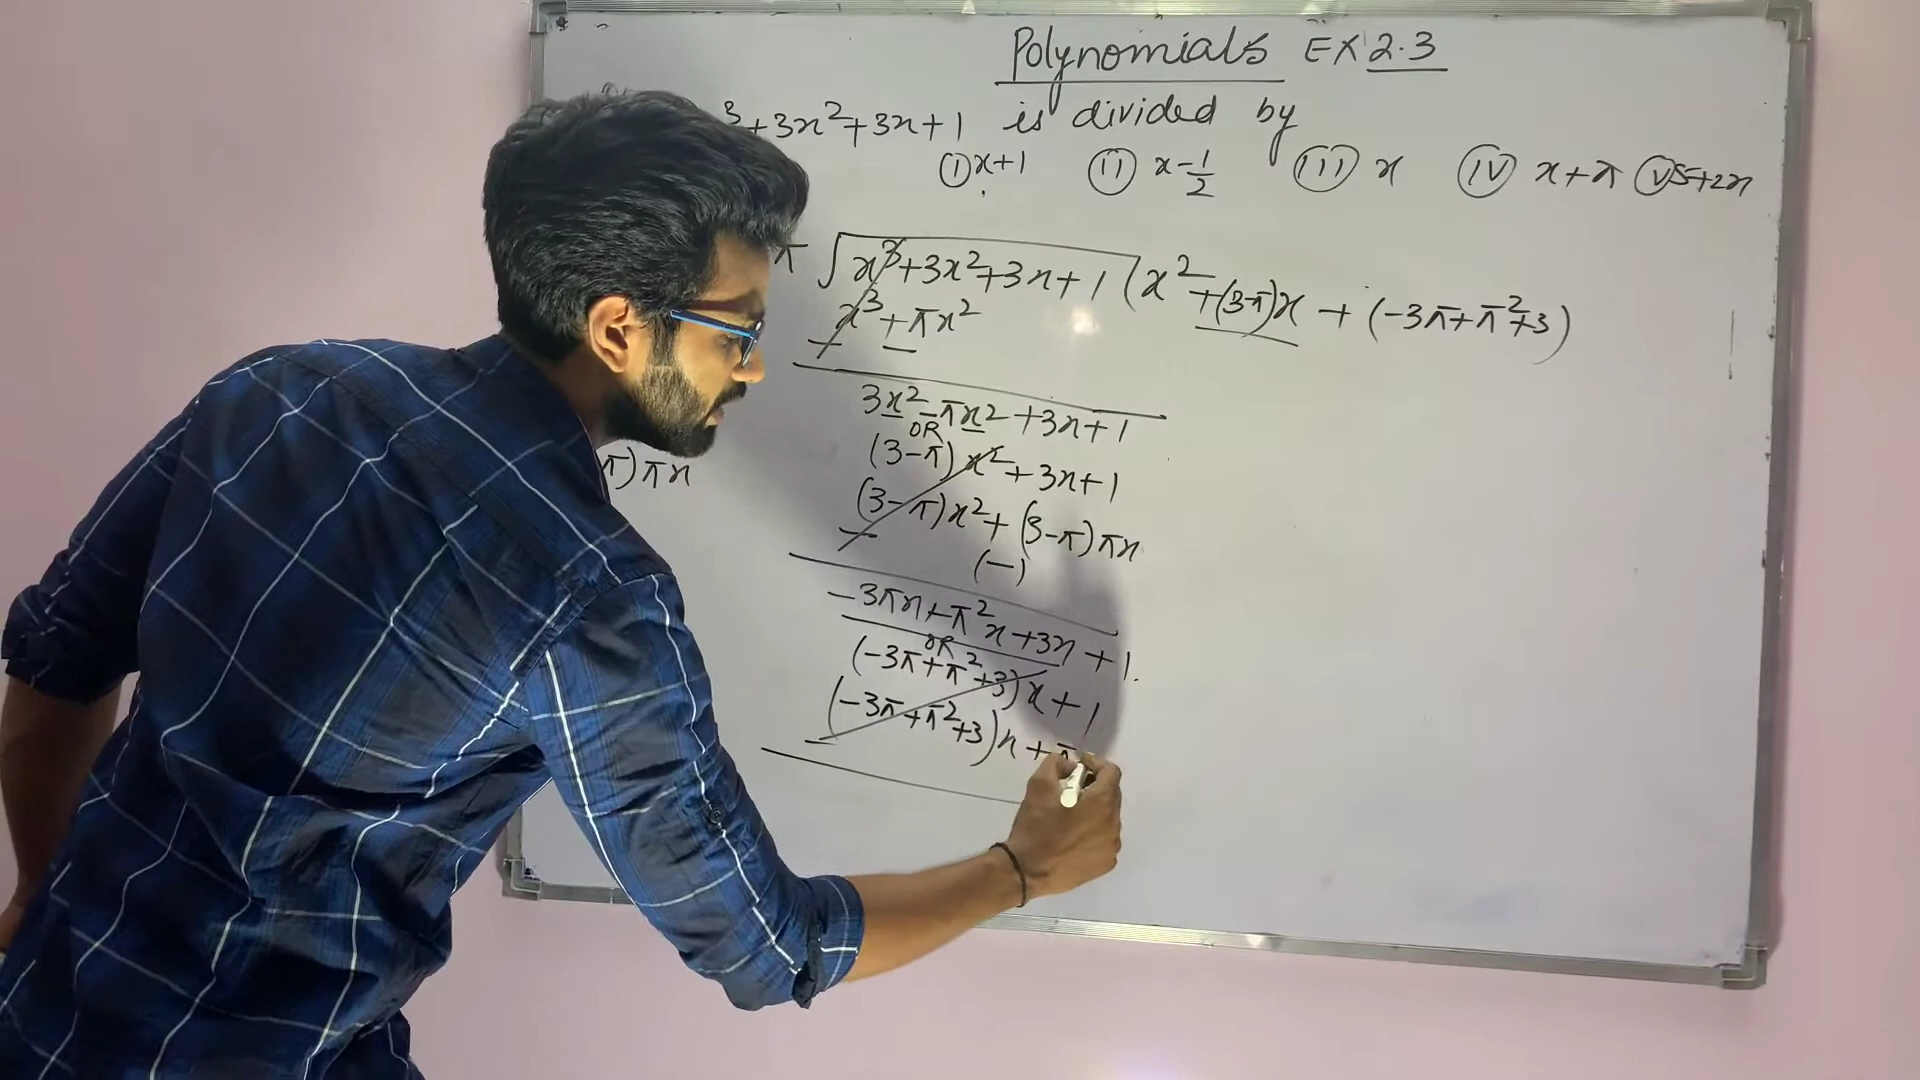 Polynomials EX 2.3
³+3x²+3x+1 is divided by
(i) x+1 (ii) x-1/2 (iii) x (iv) x+π (v) 5+2x
π √x³+3x²+3x+1 (x²+(3-π)x + (-3π+π²+3)
x³+πx²
- -
3x²-πx²+3x+1
OR
(3-π)x²+3x+1
(3-π)x²+(3-π)πx
- (-)
π)πx
-3πx+π²x+3x+1
OR
(-3π+π²+3)x+1
(-3π+π²+3)x+π
-